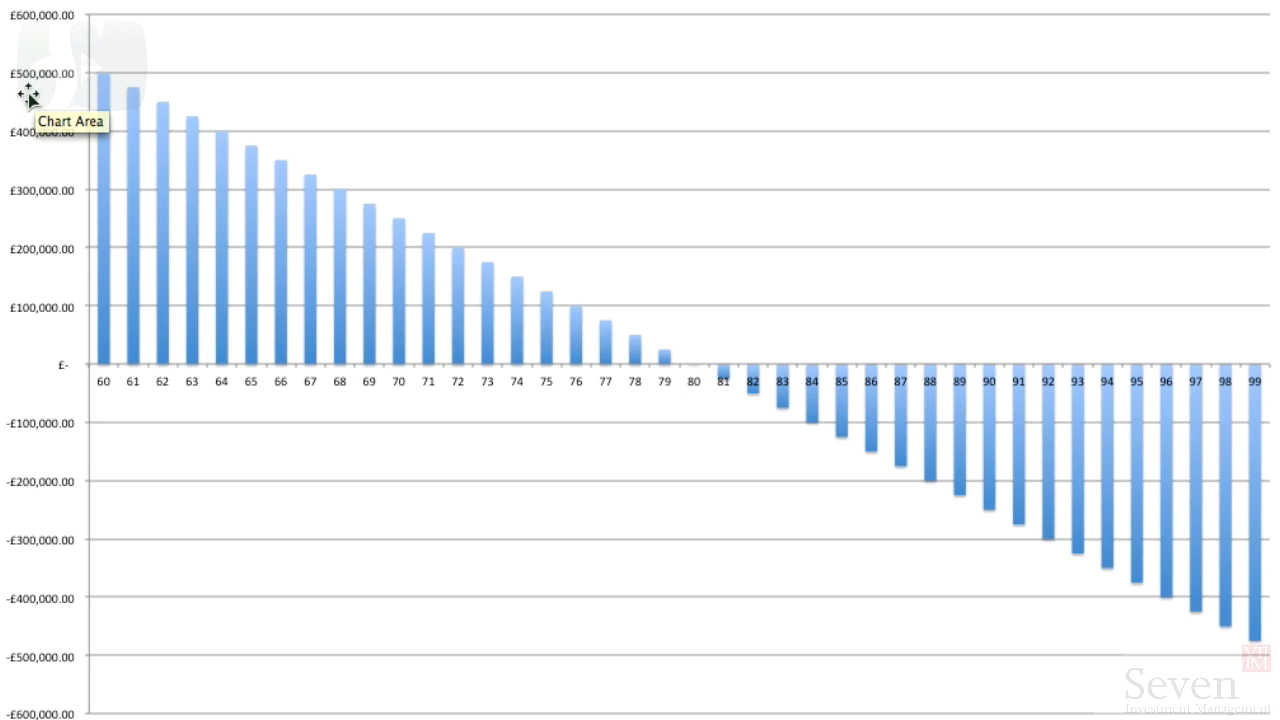 £600,000.00
£500,000.00
Chart Area
£400,000.00
£300,000.00
£200,000.00
£100,000.00
£-
60 61 62 63 64 65 66 67 68 69 70 71 72 73 74 75 76 77 78 79 80 81 82 83 84 85 86 87 88 89 90 91 92 93 94 95 96 97 98 99
-£100,000.00
-£200,000.00
-£300,000.00
-£400,000.00
-£500,000.00
-£600,000.00
VII
IM
Seven
Investment Management